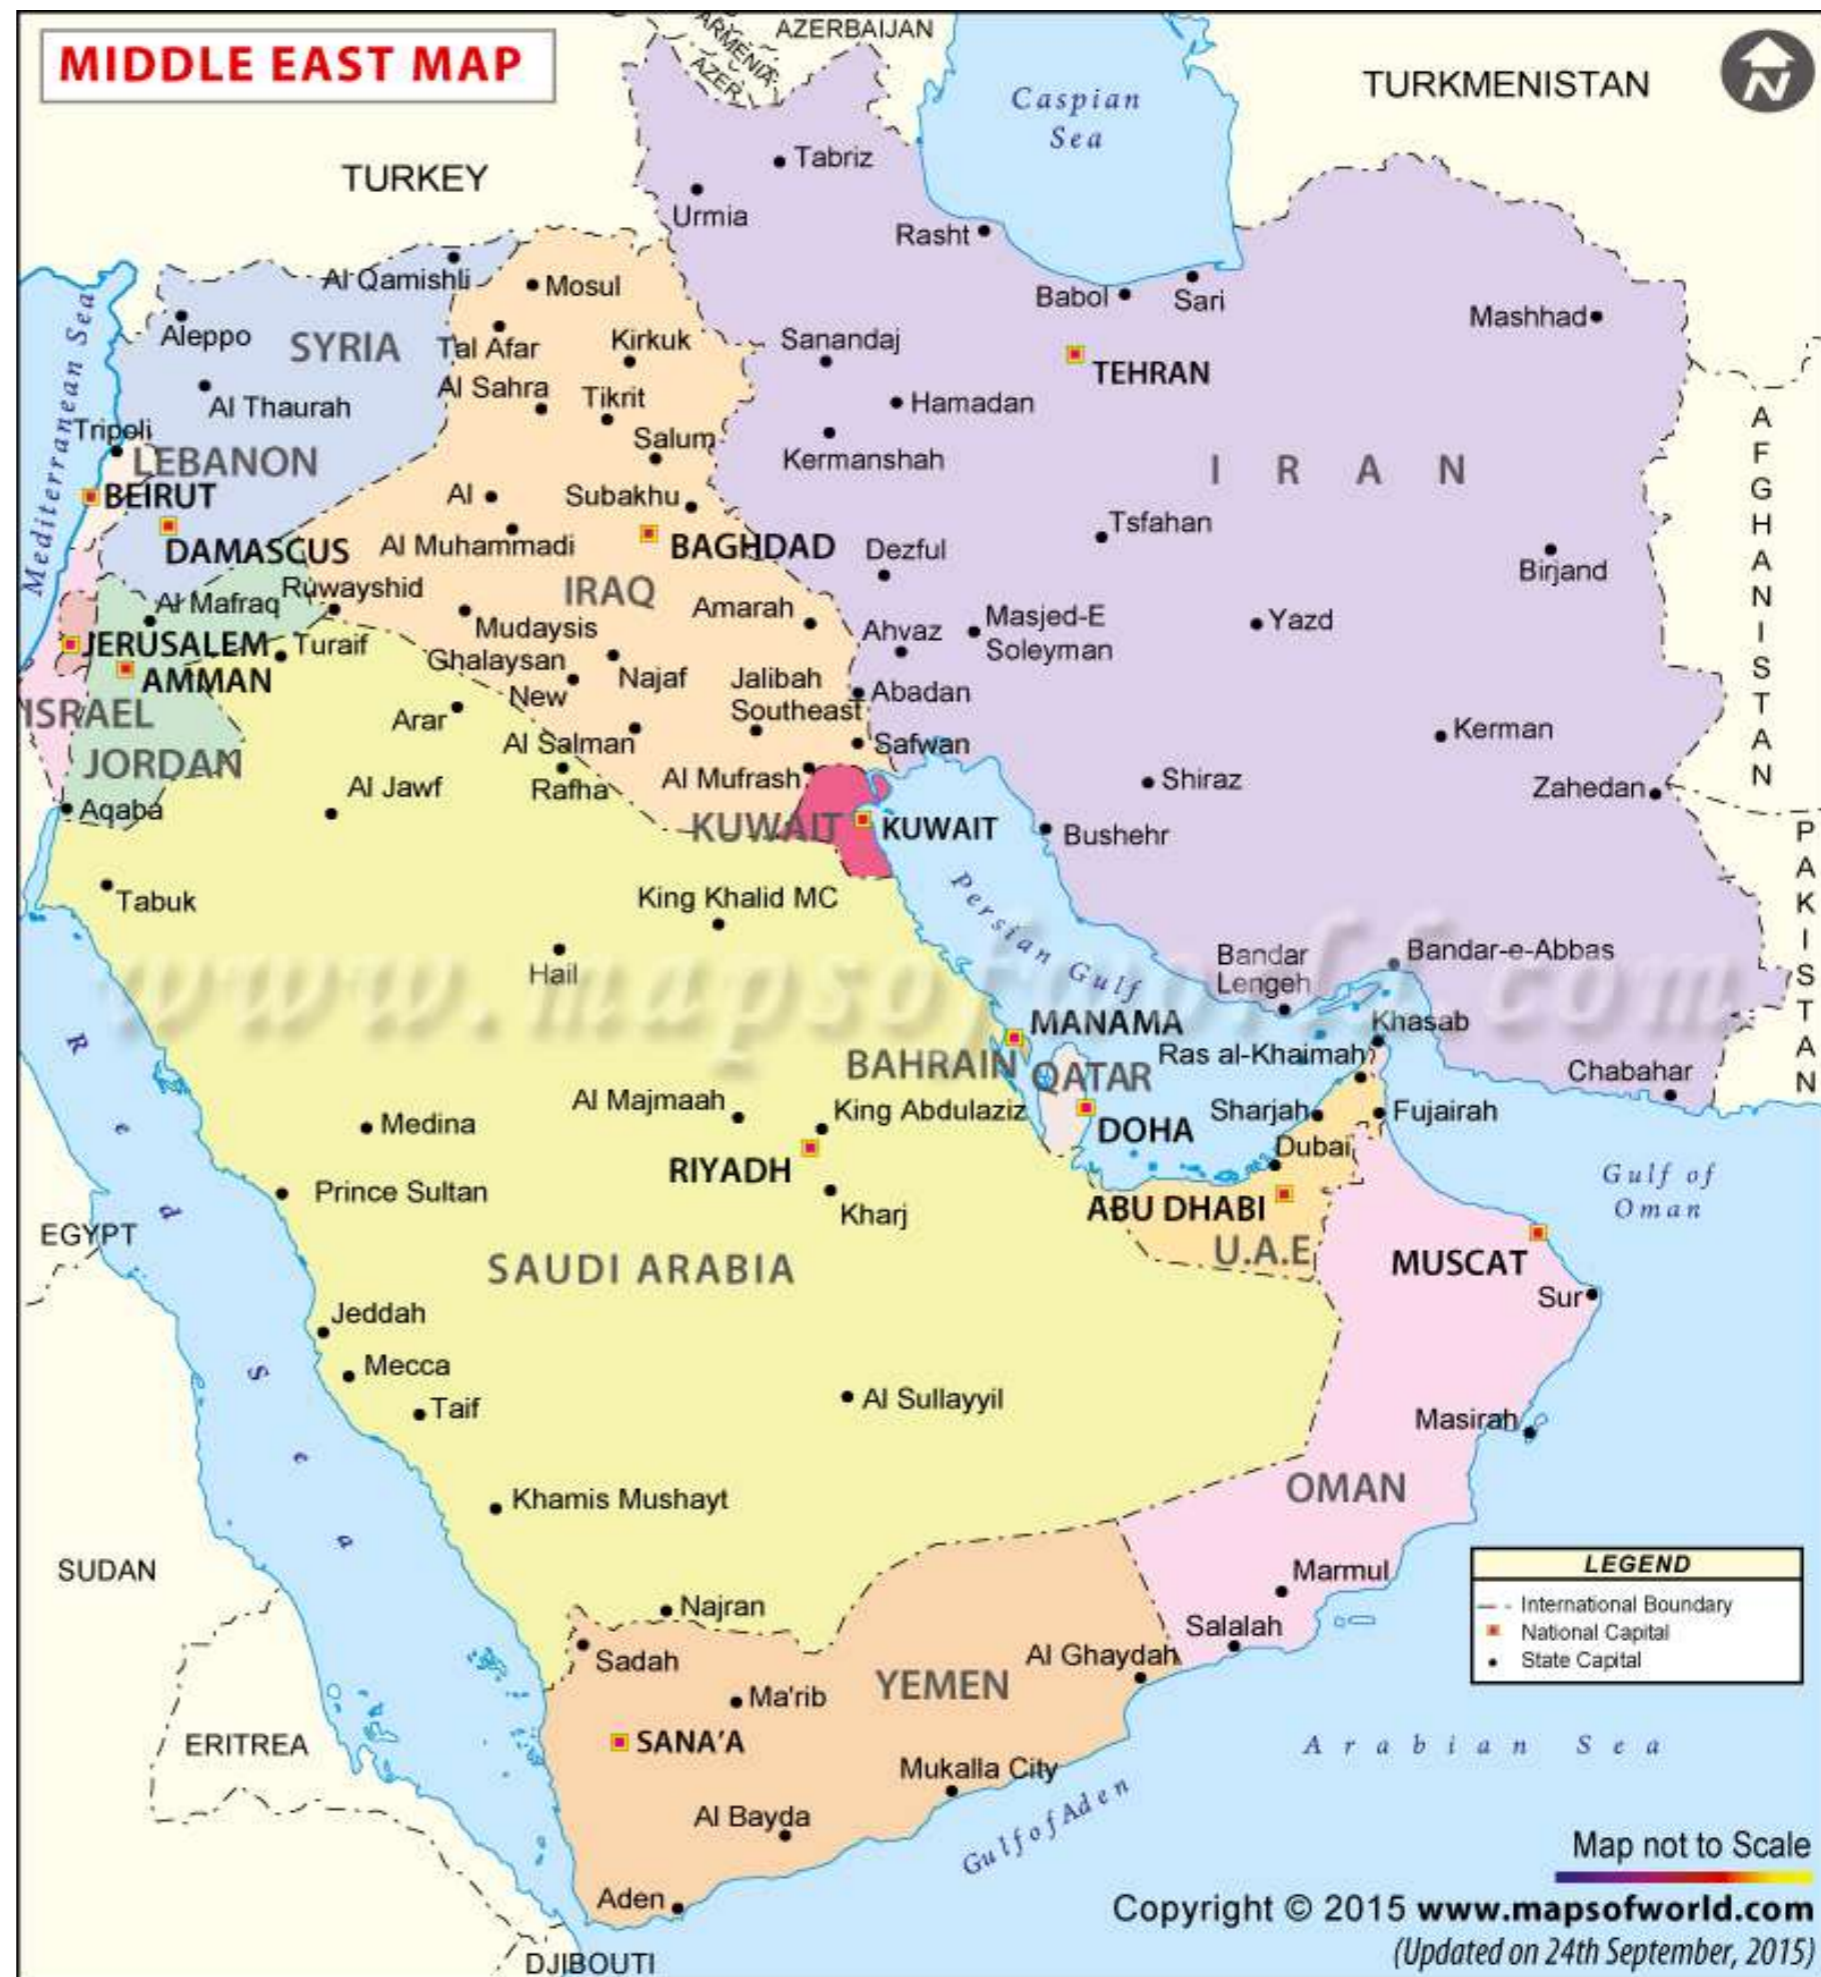 MIDDLE EAST MAP
AZERBAIJAN
ARMENIA
AZER.
TURKMENISTAN
N
Caspian
Sea
TURKEY
Tabriz
Urmia
Rasht
Al Qamishli
Mosul
Babol
Sari
Mashhad
Aleppo
SYRIA
Tal Afar
Kirkuk
Sanandaj
TEHRAN
Al Sahra
Tikrit
Al Thaurah
Hamadan
Mediterranean Sea
Tripoli
Salum
Kermanshah
LEBANON
IRAN
AFGHANISTAN
BEIRUT
Al
Subakhu
Tsfahan
DAMASCUS
Al Muhammadi
BAGHDAD
Dezful
Birjand
Ruwayshid
IRAQ
Al Mafraq
Amarah
Masjed-E
Soleyman
Yazd
Mudaysis
Ahvaz
JERUSALEM
Turaif
Ghalaysan
New
Najaf
Jalibah
Southeast
AMMAN
Abadan
ISRAEL
Arar
Al Salman
Safwan
Kerman
JORDAN
Al Jawf
Rafha
Al Mufrash
Shiraz
Zahedan
Aqaba
KUWAIT
KUWAIT
Bushehr
PAKISTAN
Tabuk
King Khalid MC
Persian Gulf
Hail
Bandar
Lengeh
Bandar-e-Abbas
www.mapsofworld.com
MANAMA
Khasab
Red Sea
BAHRAIN
QATAR
Ras al-Khaimah
Chabahar
Al Majmaah
King Abdulaziz
Medina
DOHA
Sharjah
Fujairah
Dubai
RIYADH
Prince Sultan
Kharj
ABU DHABI
Gulf of
Oman
EGYPT
SAUDI ARABIA
U.A.E
MUSCAT
Sur
Jeddah
Mecca
Taif
Al Sullayyil
Masirah
Khamis Mushayt
OMAN
SUDAN
Marmul
LEGEND
International Boundary
National Capital
State Capital
Najran
Salalah
Sadah
Al Ghaydah
YEMEN
Ma'rib
ERITREA
SANA'A
Arabian Sea
Mukalla City
Gulf of Aden
Al Bayda
Aden
DJIBOUTI
Map not to Scale
Copyright © 2015 www.mapsofworld.com
(Updated on 24th September, 2015)